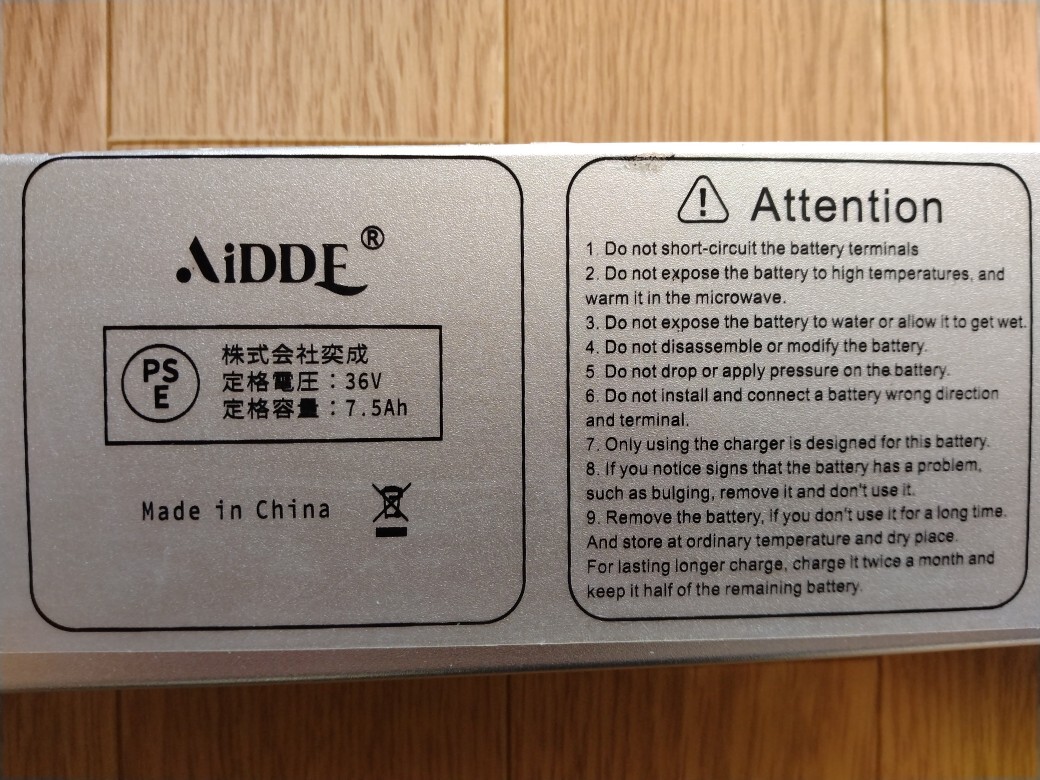 AiDDE®
PS
E
株式会社奕成
定格電圧：36V
定格容量：7.5Ah
Made in China
Attention
1. Do not short-circuit the battery terminals
2. Do not expose the battery to high temperatures, and
warm it in the microwave.
3. Do not expose the battery to water or allow it to get wet.
4. Do not disassemble or modify the battery.
5. Do not drop or apply pressure on the battery.
6. Do not install and connect a battery wrong direction
and terminal.
7. Only using the charger is designed for this battery.
8. If you notice signs that the battery has a problem,
such as bulging, remove it and don't use it.
9. Remove the battery, if you don't use it for a long time.
And store at ordinary temperature and dry place.
For lasting longer charge, charge it twice a month and
keep it half of the remaining battery.